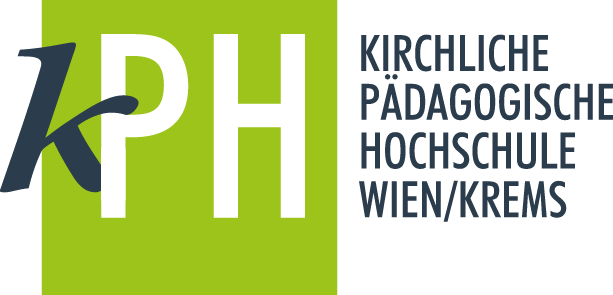 kPH
KIRCHLICHE
PÄDAGOGISCHE
HOCHSCHULE
WIEN/KREMS